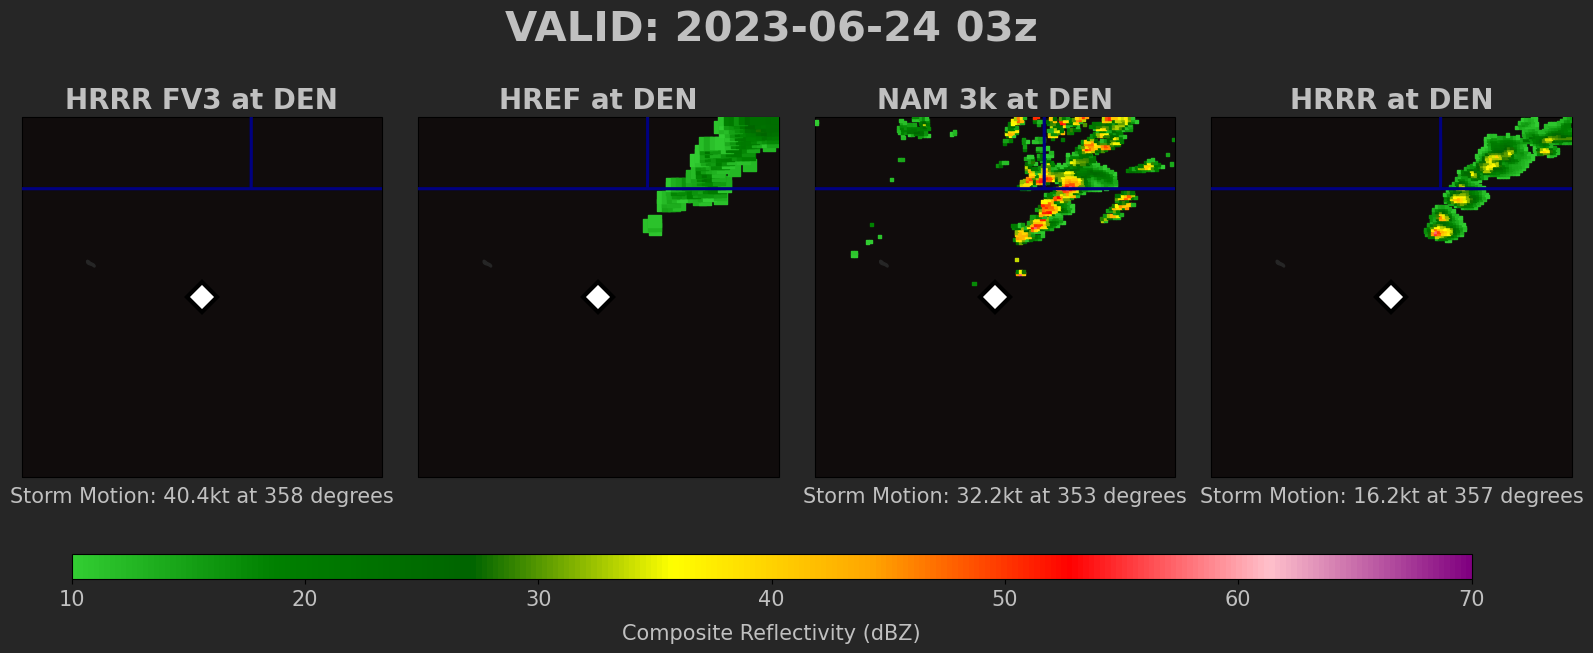 VALID: 2023-06-24 03z
HRRR FV3 at DEN
HREF at DEN
NAM 3k at DEN
HRRR at DEN
Storm Motion: 40.4kt at 358 degrees
Storm Motion: 32.2kt at 353 degrees
Storm Motion: 16.2kt at 357 degrees
10 20 30 40 50 60 70
Composite Reflectivity (dBZ)